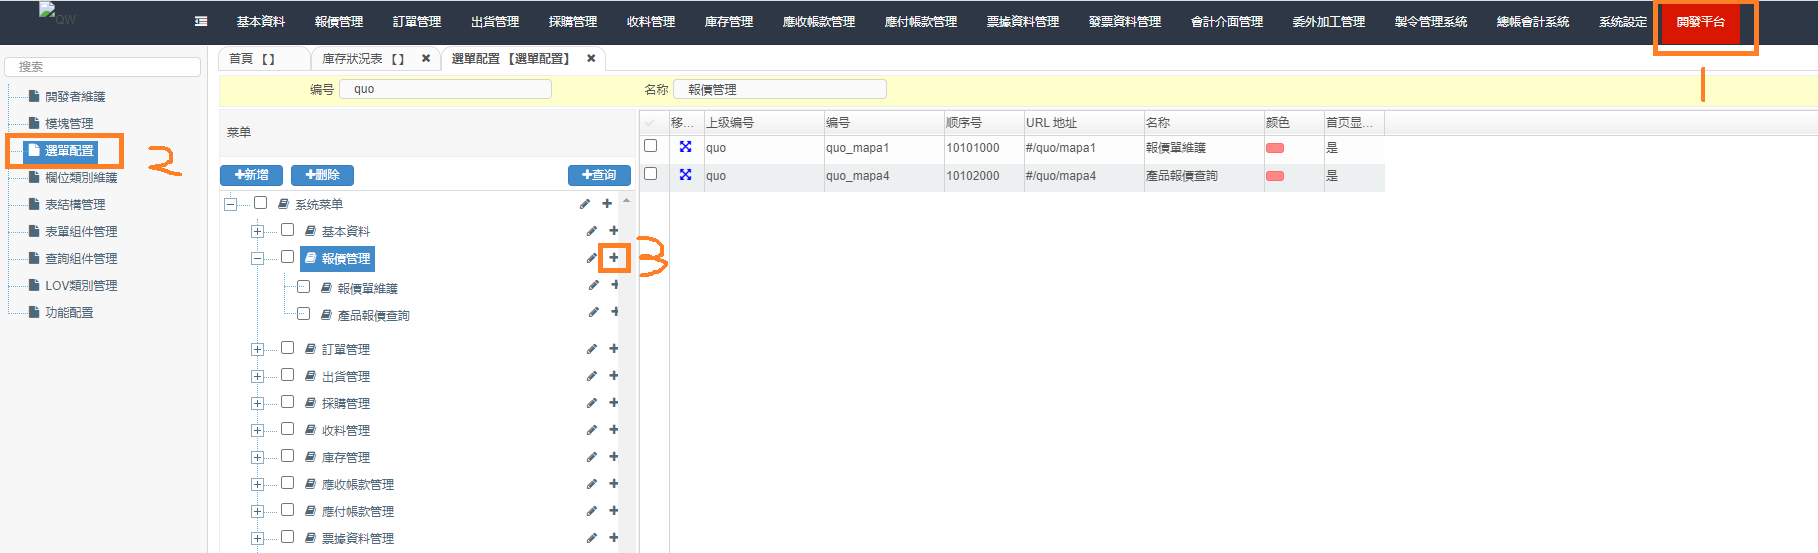 QW
基本資料 報價管理 訂單管理 出貨管理 採購管理 收料管理 庫存管理 應收帳款管理 應付帳款管理 票據資料管理 發票資料管理 會計介面管理 委外加工管理 製令管理系統 總帳會計系統 系統設定 開發平台
1
搜索
開發者維護
模塊管理
選單配置
2
欄位類別維護
表結構管理
表單組件管理
查詢組件管理
LOV類別管理
功能配置
首頁 【】 庫存狀況表 【】 選單配置 【選單配置】
编号 quo 名称 報價管理
菜单
新增 刪除 查询
系统菜单
基本資料
報價管理
3
報價單維護
產品報價查詢
訂單管理
出貨管理
採購管理
收料管理
庫存管理
應收帳款管理
應付帳款管理
票據資料管理
移... 上级编号 编号 顺序号 URL 地址 名称 颜色 首页显...
quo quo_mapa1 10101000 #/quo/mapa1 報價單維護 是
quo quo_mapa4 10102000 #/quo/mapa4 產品報價查詢 是